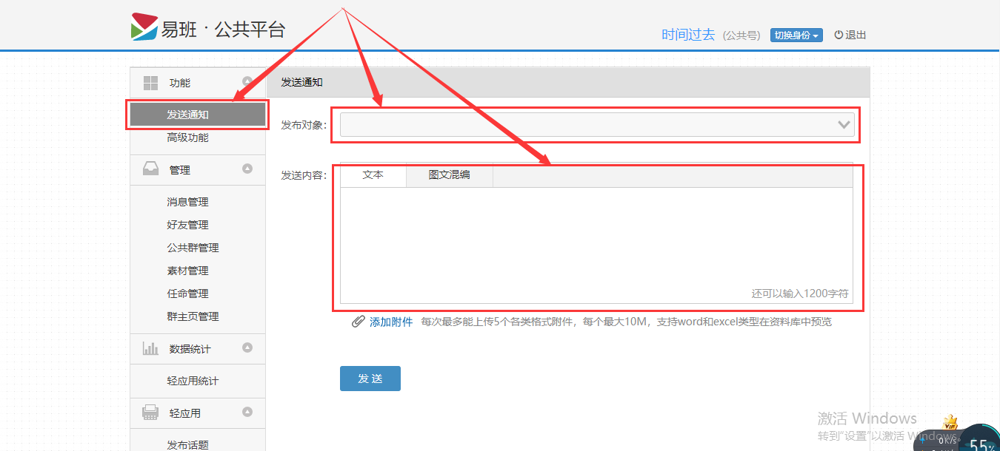 易班 · 公共平台
时间过去 (公共号) 切换身份 退出
功能
发送通知
高级功能
管理
消息管理
好友管理
公共群管理
素材管理
任命管理
群主页管理
数据统计
轻应用统计
轻应用
发布话题
发送通知
发布对象:
发送内容:
文本 图文混编
还可以输入1200字符
添加附件 每次最多能上传5个各类格式附件，每个最大10M，支持word和excel类型在资料库中预览
发 送
激活 Windows
转到"设置"以激活 Windows
VIP
0K/s
55%